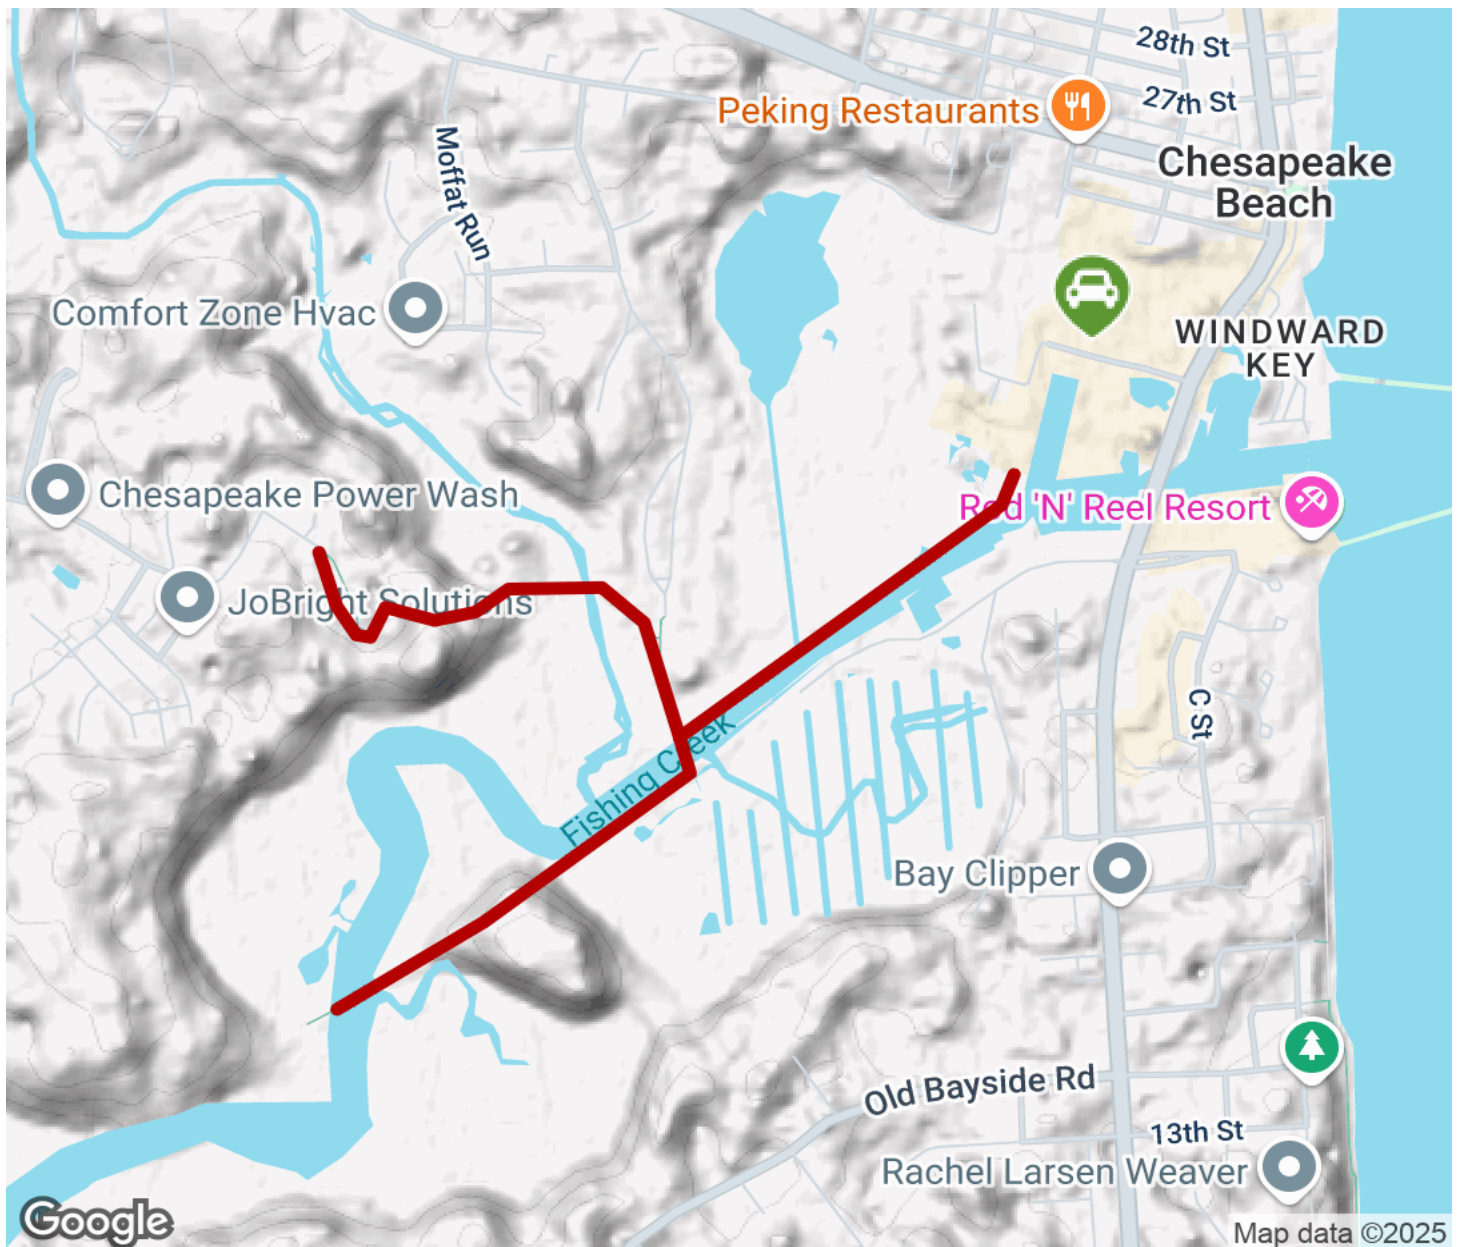 28th St
27th St
Peking Restaurants
Chesapeake
Beach
Moffat Run
Comfort Zone Hvac
WINDWARD
KEY
Chesapeake Power Wash
Rod 'N' Reel Resort
JoBright Solutions
C St
Fishing Creek
Bay Clipper
Old Bayside Rd
13th St
Rachel Larsen Weaver
Google
Map data ©2025